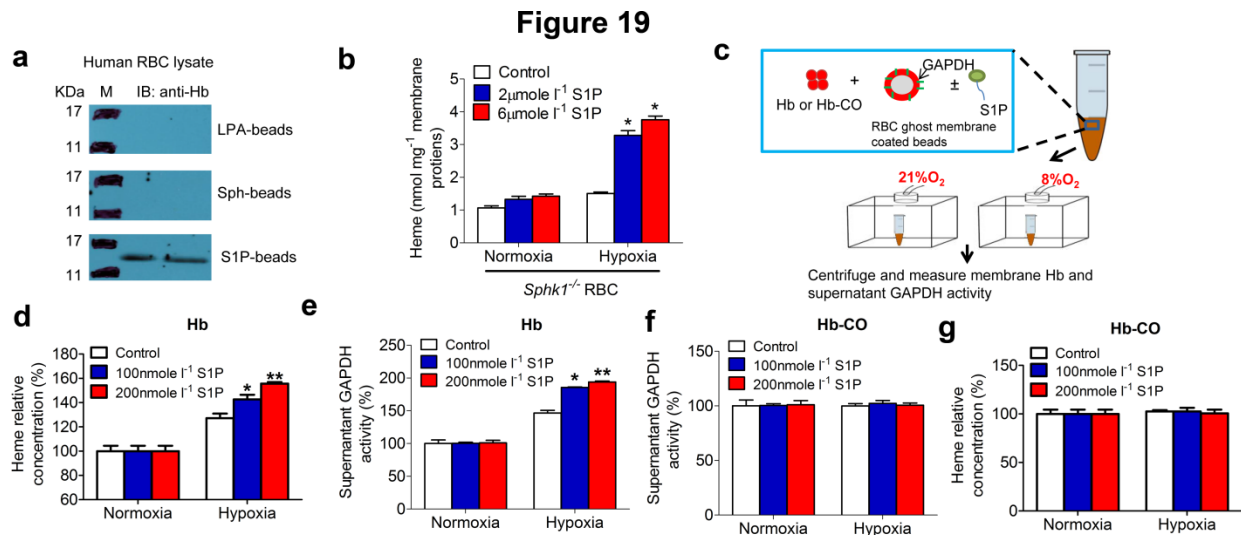 Figure 19
a
Human RBC lysate
KDa M IB: anti-Hb
17
11
LPA-beads
17
11
Sph-beads
17
11
S1P-beads
b
Control
2μmole l⁻¹ S1P
6μmole l⁻¹ S1P
Heme (nmol mg⁻¹ membrane
protiens)
5
4
3
2
1
0
*
*
Normoxia Hypoxia
Sphk1⁻/⁻ RBC
c
GAPDH
+
±
Hb or Hb-CO
S1P
RBC ghost membrane
coated beads
21%O₂ 8%O₂
Centrifuge and measure membrane Hb and
supernatant GAPDH activity
d
Hb
Control
100nmole l⁻¹ S1P
200nmole l⁻¹ S1P
Heme relative
concentration (%)
180
160
140
120
100
80
60
*
**
Normoxia Hypoxia
e
Hb
Control
100nmole l⁻¹ S1P
200nmole l⁻¹ S1P
Supernantant GAPDH
activity (%)
250
200
150
100
50
0
*
**
Normoxia Hypoxia
f
Hb-CO
Control
100nmole l⁻¹ S1P
200nmole l⁻¹ S1P
Supernantant GAPDH
activity (%)
150
100
50
0
Normoxia Hypoxia
g
Hb-CO
Control
100nmole l⁻¹ S1P
200nmole l⁻¹ S1P
Heme relative
concentration (%)
150
100
50
0
Normoxia Hypoxia